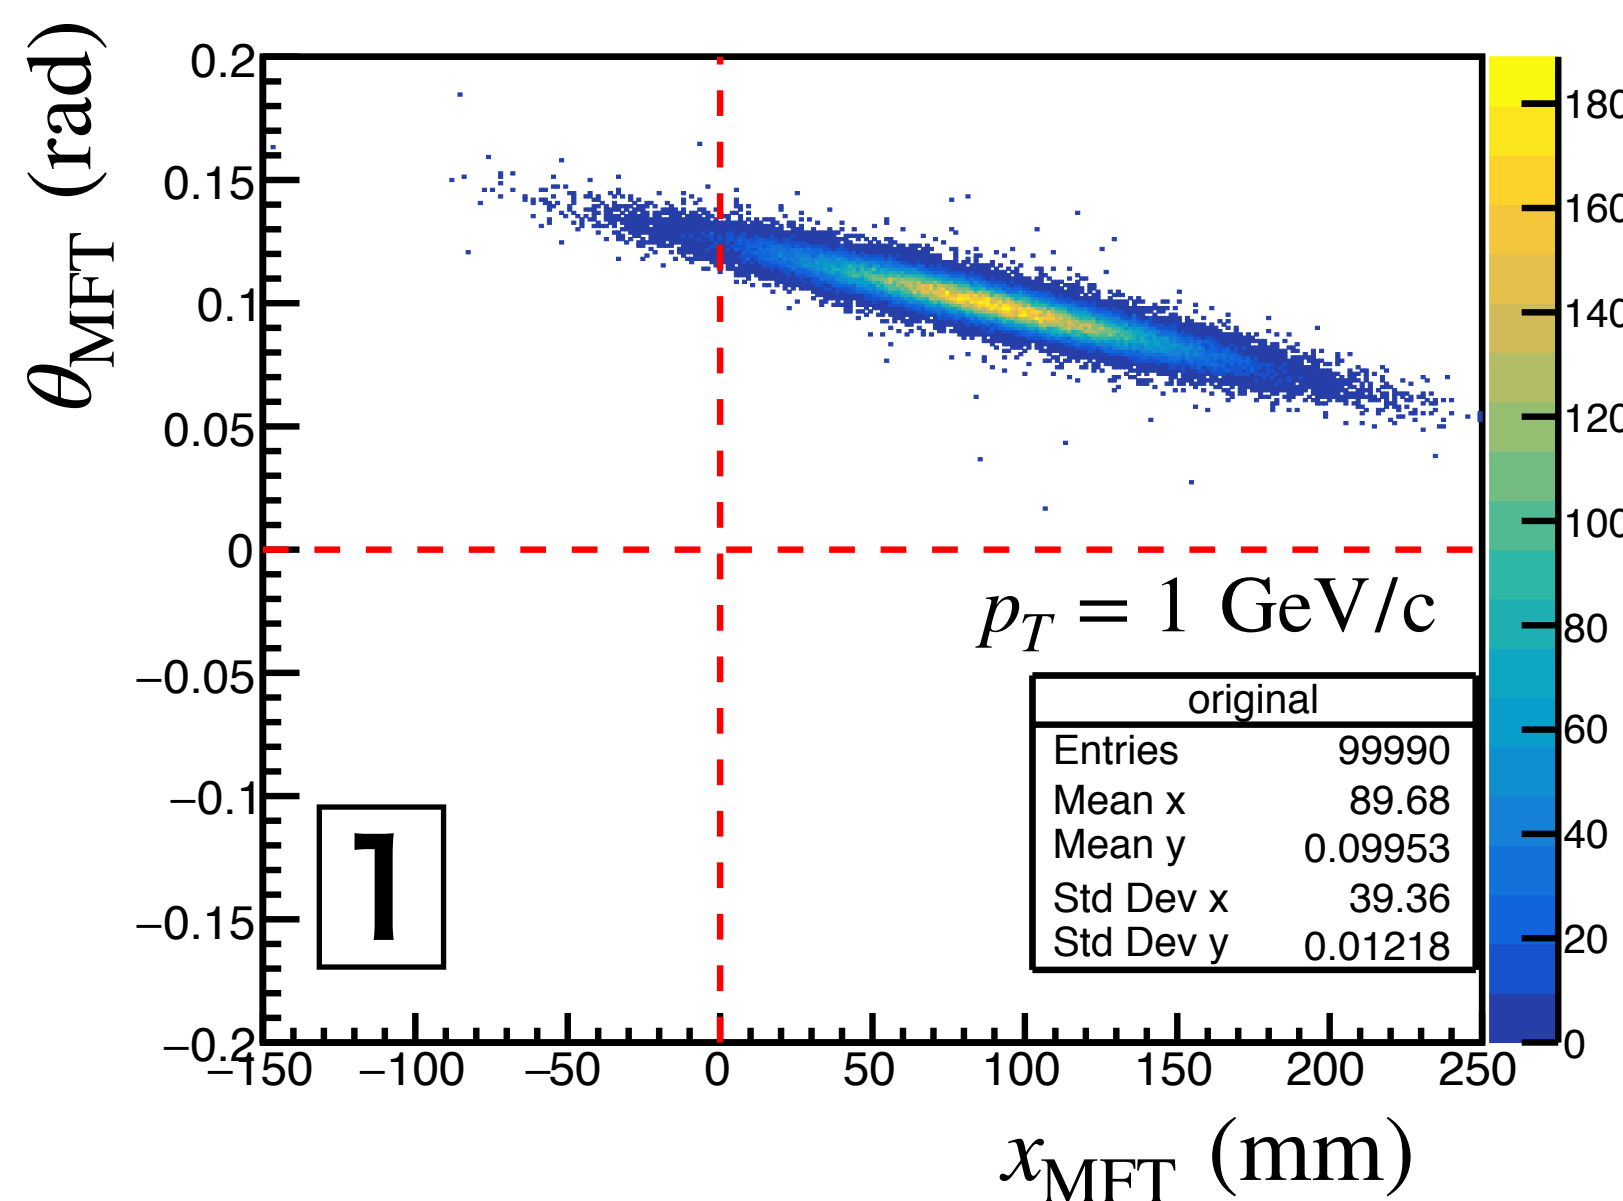 θMFT (rad)
0.2
0.15
0.1
0.05
0
−0.05
−0.1
−0.15
−0.2
−150 −100 −50 0 50 100 150 200 250
xMFT (mm)
pT = 1 GeV/c
original
Entries 99990
Mean x 89.68
Mean y 0.09953
Std Dev x 39.36
Std Dev y 0.01218
1
180
160
140
120
100
80
60
40
20
0